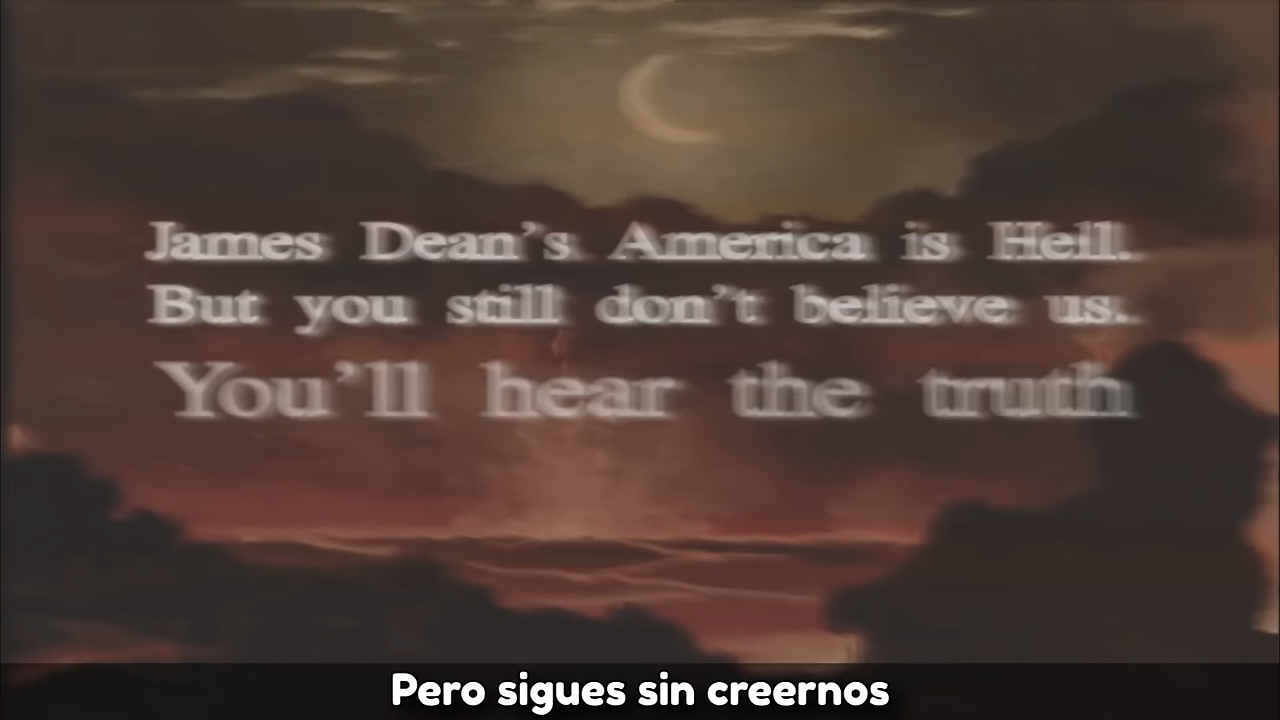 James Dean's America is Hell.
But you still don't believe us.
You'll hear the truth
Pero sigues sin creernos